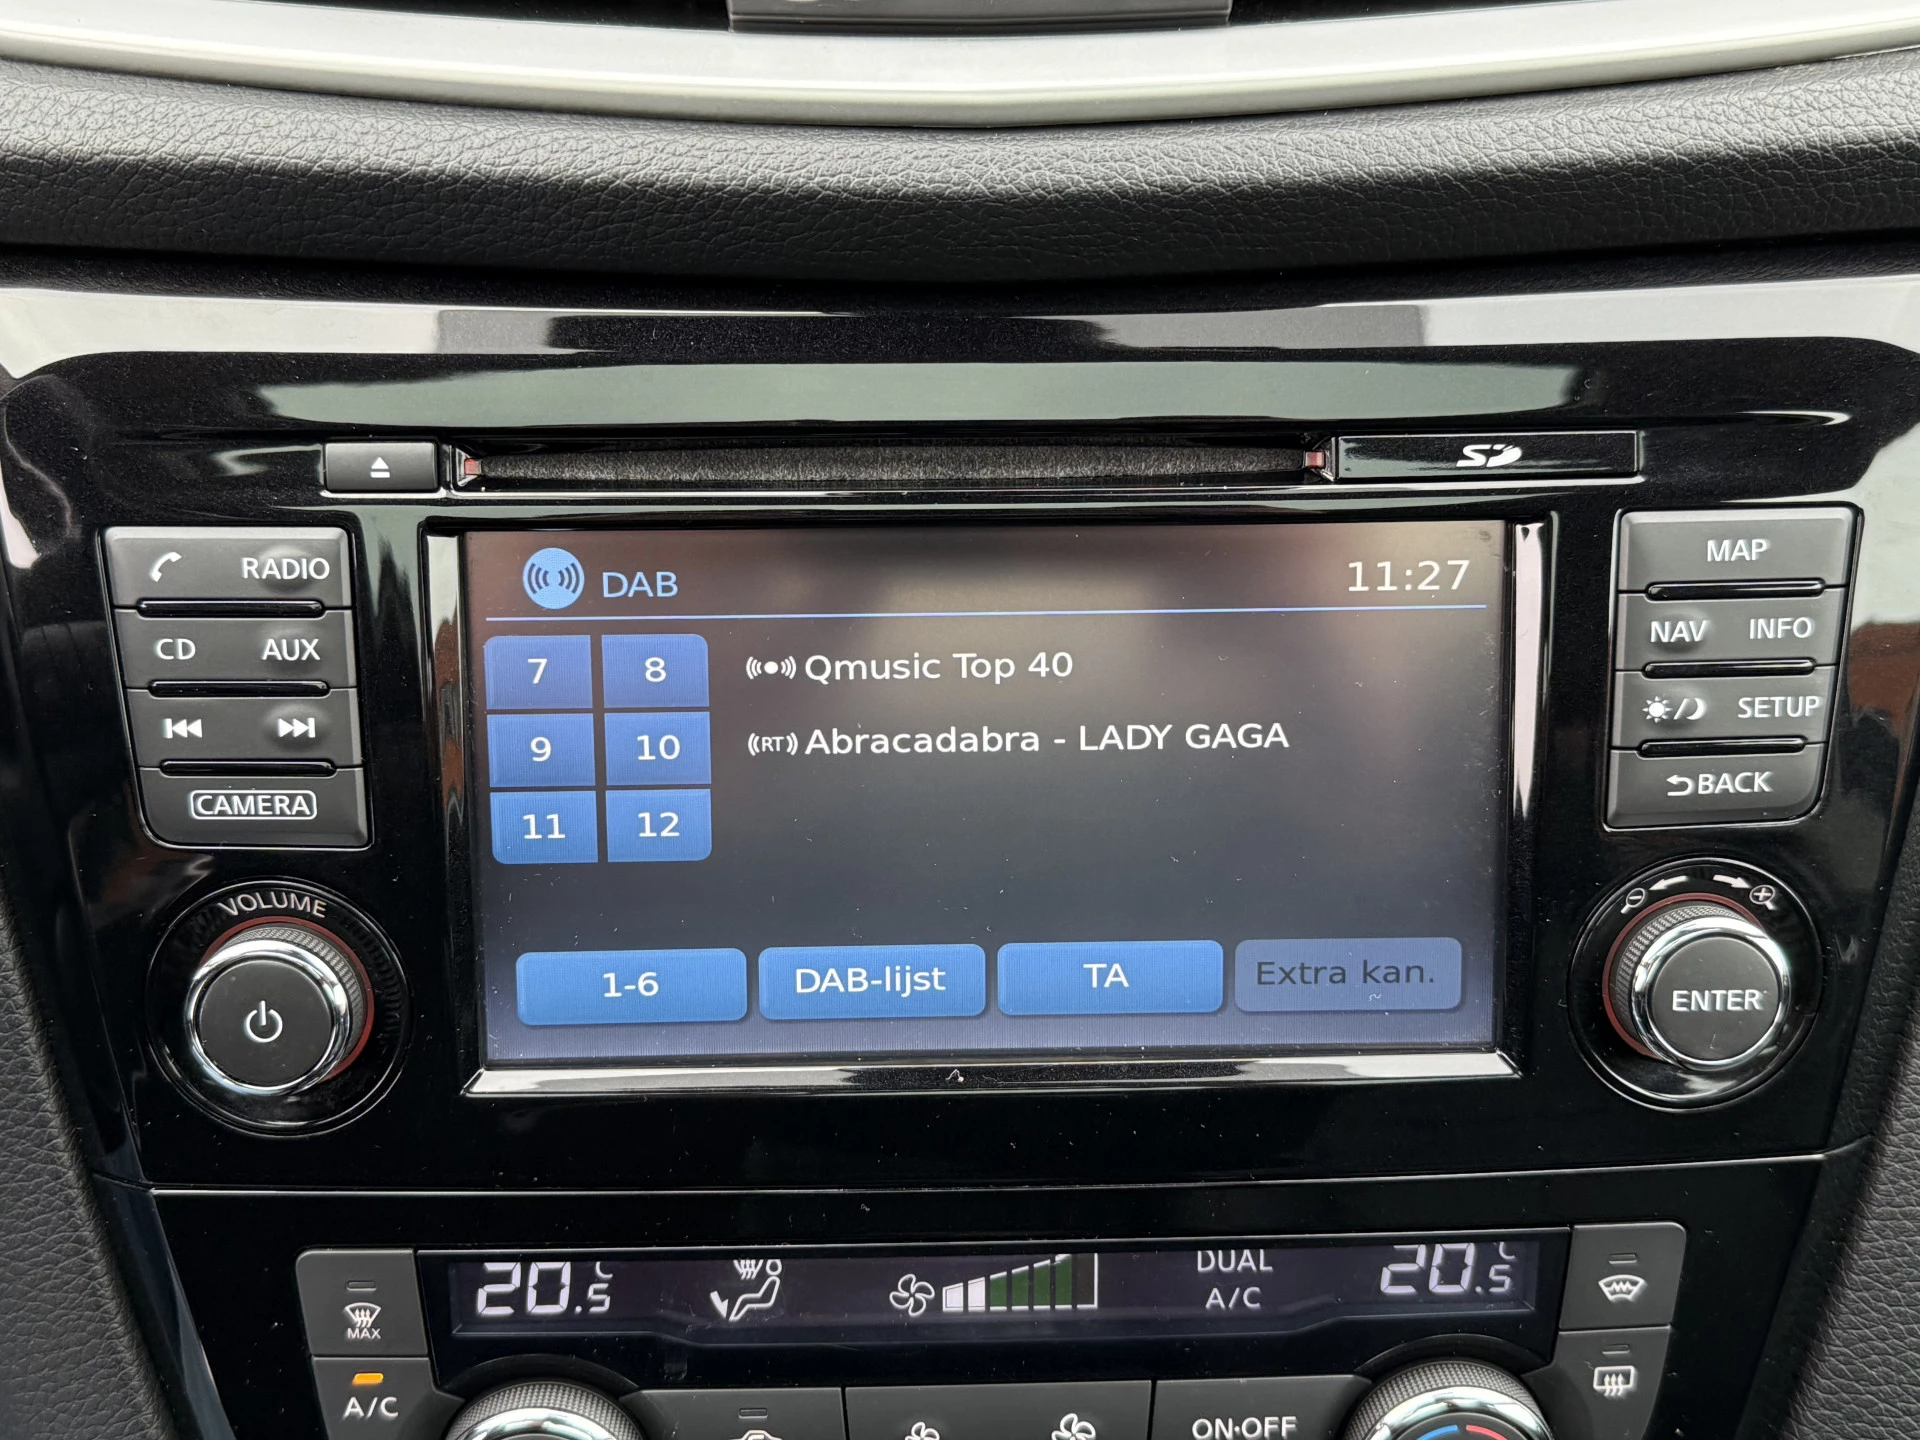 SD
RADIO
CD AUX
CAMERA
VOLUME
DAB 11:27
7 8
9 10
11 12
Qmusic Top 40
RT Abracadabra - LADY GAGA
1-6 DAB-lijst TA Extra kan.
MAP
NAV INFO
SETUP
BACK
ENTER
20.5°C
DUAL
A/C
20.5°C
MAX
A/C
ON·OFF